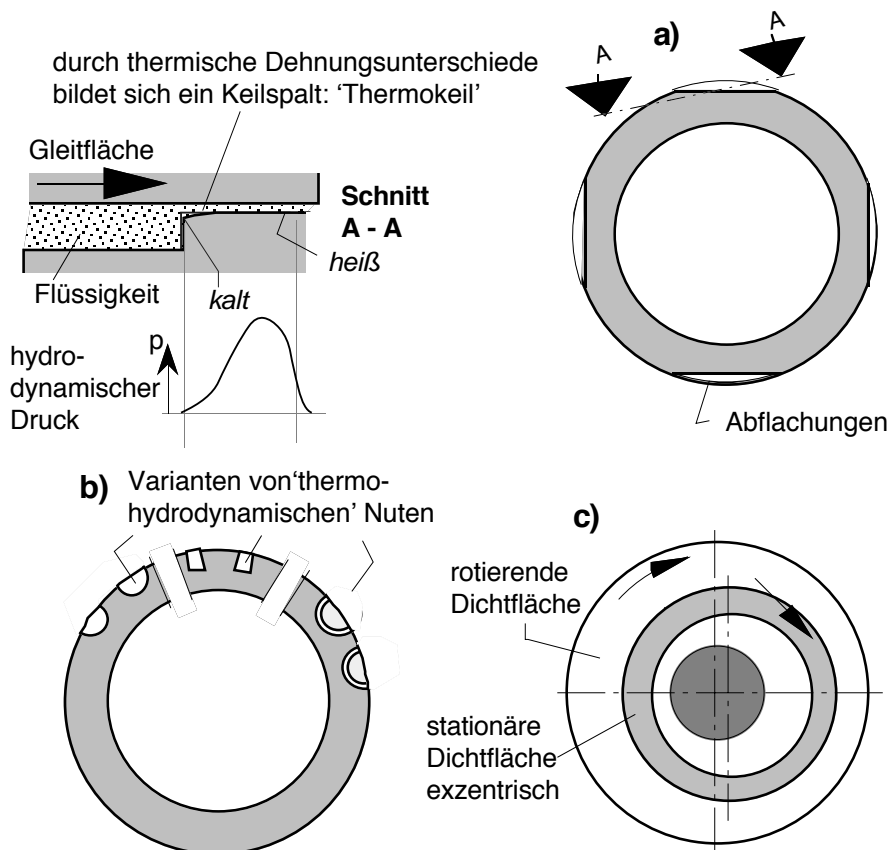 durch thermische Dehnungsunterschiede
bildet sich ein Keilspalt: 'Thermokeil'
Gleitfläche
Schnitt
A - A
heiß
Flüssigkeit
kalt
p
hydro-
dynamischer
Druck
a)
A
A
Abflachungen
b)
Varianten von'thermo-
hydrodynamischen' Nuten
c)
rotierende
Dichtfläche
stationäre
Dichtfläche
exzentrisch